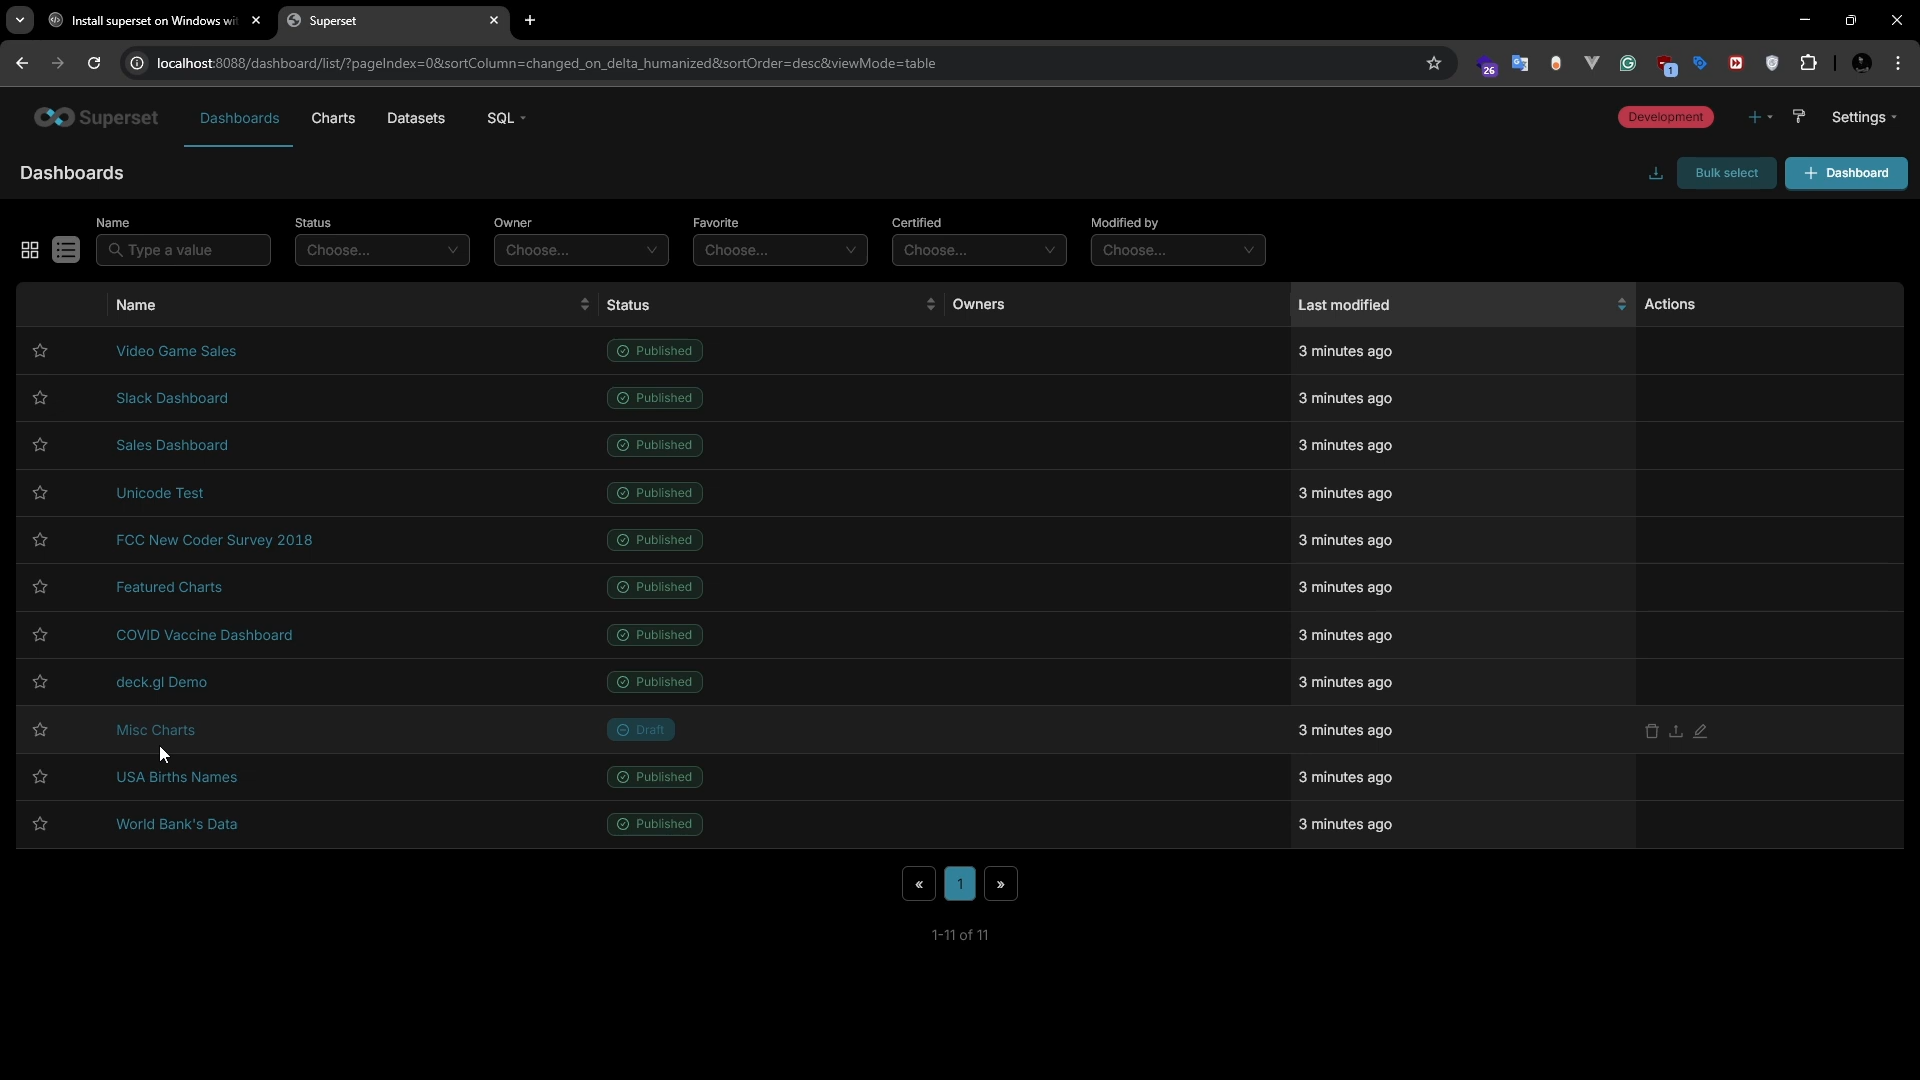 Install superset on Windows wit
Superset
localhost:8088/dashboard/list/?pageIndex=0&sortColumn=changed_on_delta_humanized&sortOrder=desc&viewMode=table
26
1
Superset
Dashboards
Charts
Datasets
SQL
Development
Settings
Dashboards
Bulk select
Dashboard
Name
Status
Owner
Favorite
Certified
Modified by
Type a value
Choose...
Choose...
Choose...
Choose...
Choose...
Name
Status
Owners
Last modified
Actions
Video Game Sales
Published
3 minutes ago
Slack Dashboard
Published
3 minutes ago
Sales Dashboard
Published
3 minutes ago
Unicode Test
Published
3 minutes ago
FCC New Coder Survey 2018
Published
3 minutes ago
Featured Charts
Published
3 minutes ago
COVID Vaccine Dashboard
Published
3 minutes ago
deck.gl Demo
Published
3 minutes ago
Misc Charts
Draft
3 minutes ago
USA Births Names
Published
3 minutes ago
World Bank's Data
Published
3 minutes ago
«
1
»
1-11 of 11